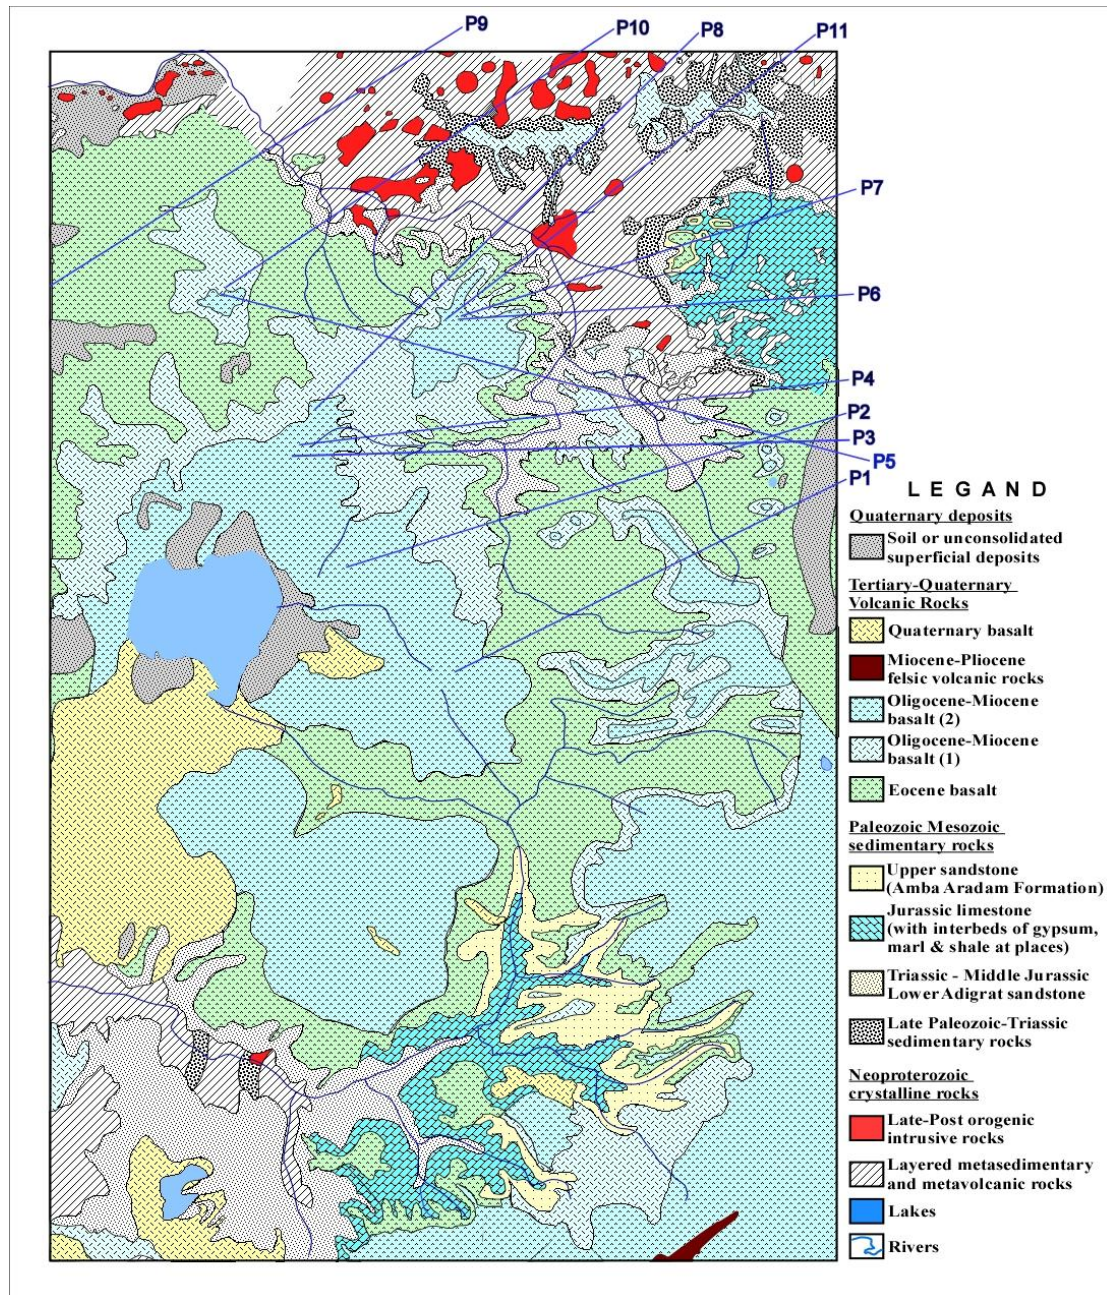 P9
P10
P8
P11
P7
P6
P4
P2
P3
P5
P1
L E G A N D
Quaternary deposits
Soil or unconsolidated
superficial deposits
Tertiary-Quaternary
Volcanic Rocks
Quaternary basalt
Miocene-Pliocene
felsic volcanic rocks
Oligocene-Miocene
basalt (2)
Oligocene-Miocene
basalt (1)
Eocene basalt
Paleozoic Mesozoic
sedimentary rocks
Upper sandstone
(Amba Aradam Formation)
Jurassic limestone
(with interbeds of gypsum,
marl & shale at places)
Triassic - Middle Jurassic
Lower Adigrat sandstone
Late Paleozoic-Triassic
sedimentary rocks
Neoproterozoic
crystalline rocks
Late-Post orogenic
intrusive rocks
Layered metasedimentary
and metavolcanic rocks
Lakes
Rivers